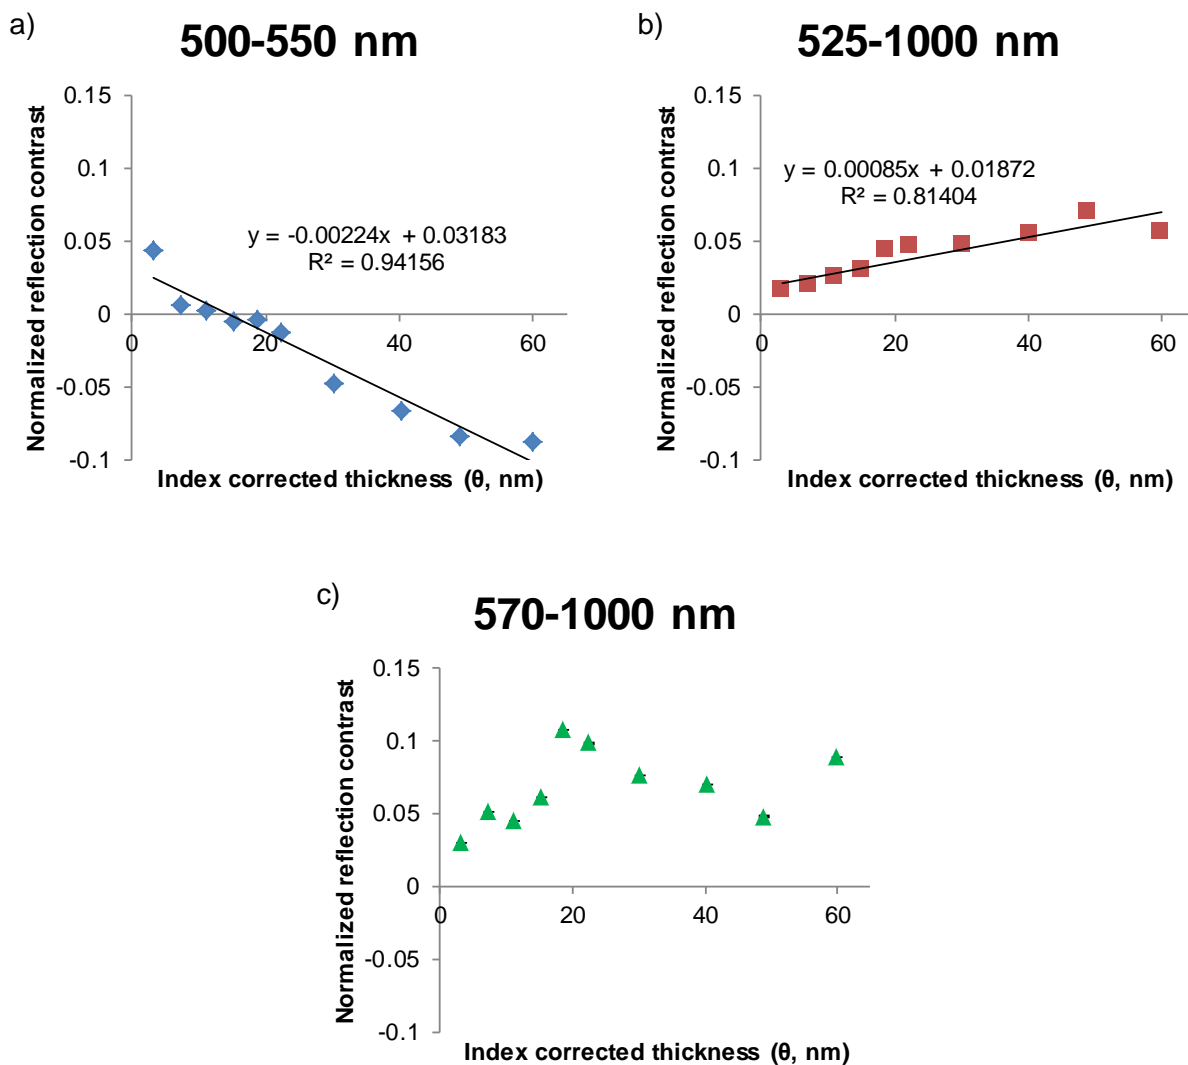 a)
500-550 nm
Normalized reflection contrast
0.15
0.1
0.05
0
-0.05
-0.1
y = -0.00224x + 0.03183
R² = 0.94156
0 20 40 60
Index corrected thickness (θ, nm)
b)
525-1000 nm
Normalized reflection contrast
0.15
0.1
0.05
0
-0.05
-0.1
y = 0.00085x + 0.01872
R² = 0.81404
0 20 40 60
Index corrected thickness (θ, nm)
c)
570-1000 nm
Normalized reflection contrast
0.15
0.1
0.05
0
-0.05
-0.1
0 20 40 60
Index corrected thickness (θ, nm)